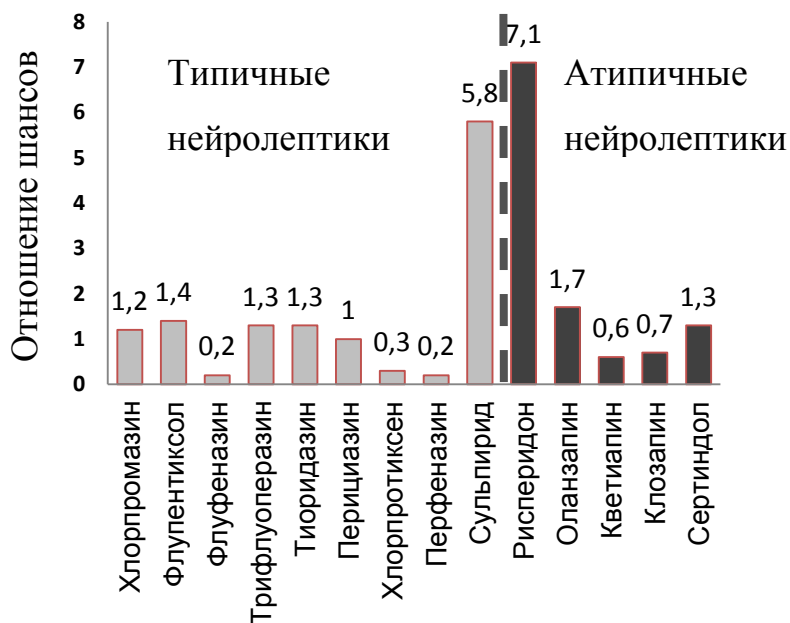 Отношение шансов
8
7
6
5
4
3
2
1
0
Типичные
нейролептики
Атипичные
нейролептики
1,2
1,4
0,2
1,3
1,3
1
0,3
0,2
5,8
7,1
1,7
0,6
0,7
1,3
Хлорпромазин
Флупентиксол
Флуфеназин
Трифлуоперазин
Тиоридазин
Перициазин
Хлорпротиксен
Перфеназин
Сульпирид
Рисперидон
Оланзапин
Кветиапин
Клозапин
Сертиндол